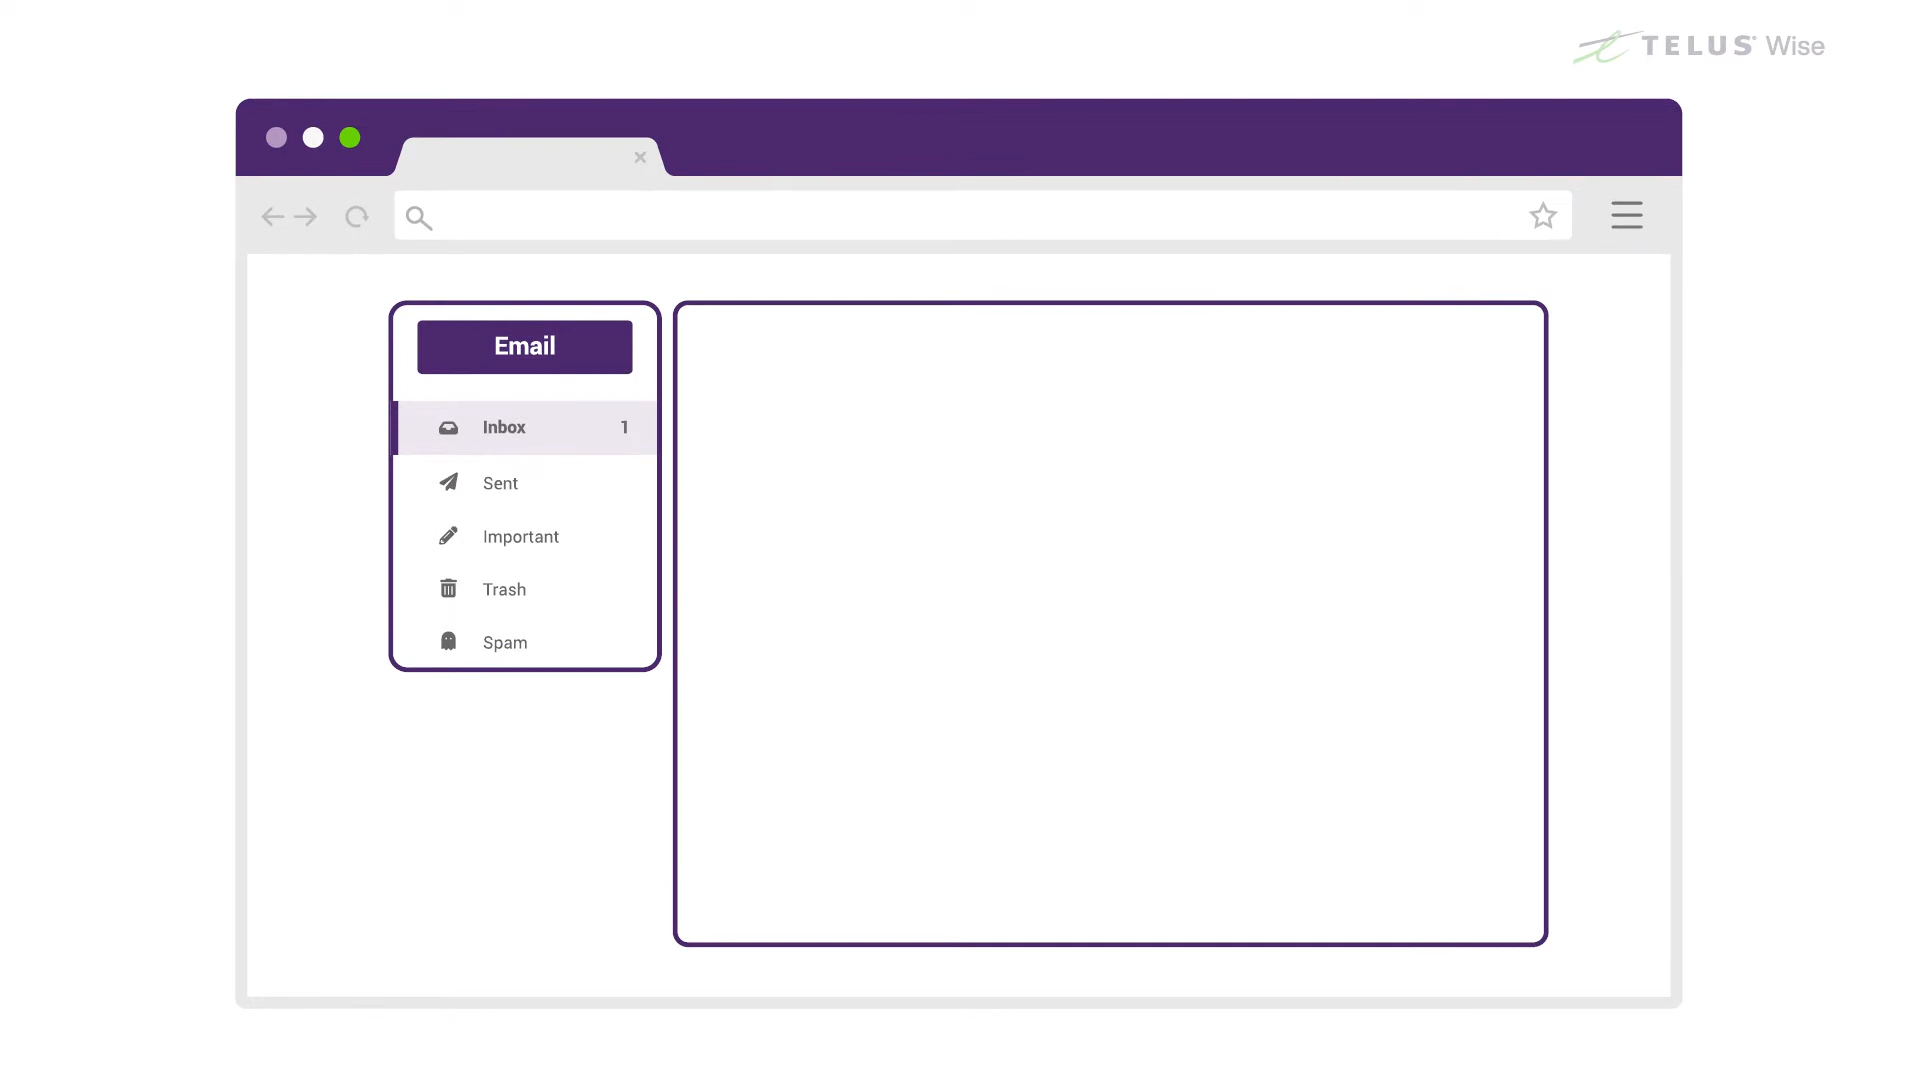 TELUS Wise
Email
Inbox 1
Sent
Important
Trash
Spam